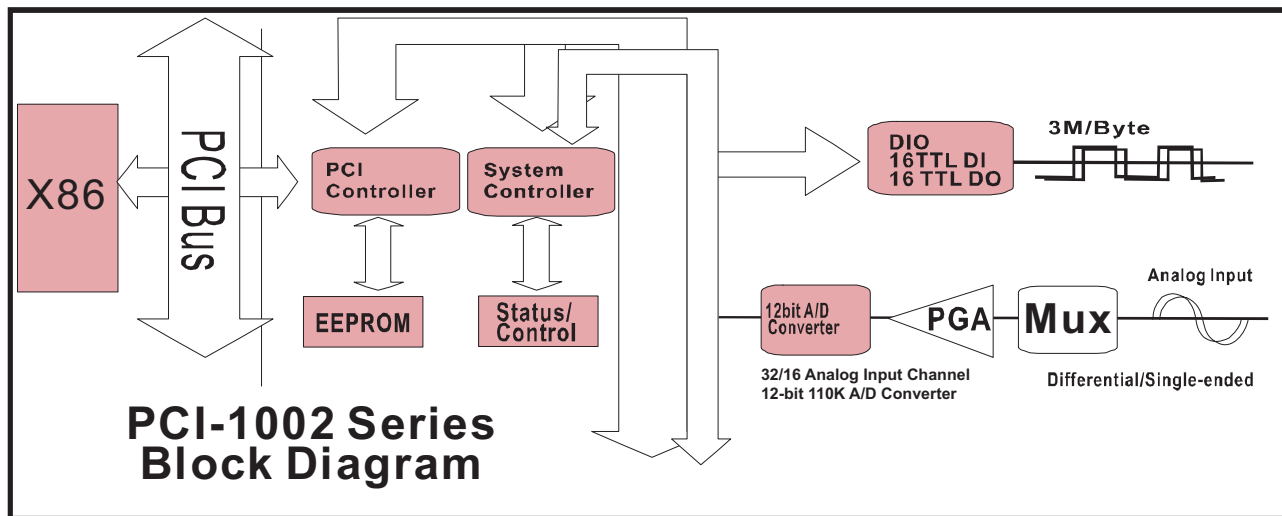 X86
PCI Bus
PCI
Controller
System
Controller
EEPROM
Status/
Control
DIO
16TTL DI
16 TTL DO
3M/Byte
12bit A/D
Converter
PGA
Mux
Analog Input
32/16 Analog Input Channel
12-bit 110K A/D Converter
Differential/Single-ended
PCI-1002 Series
Block Diagram